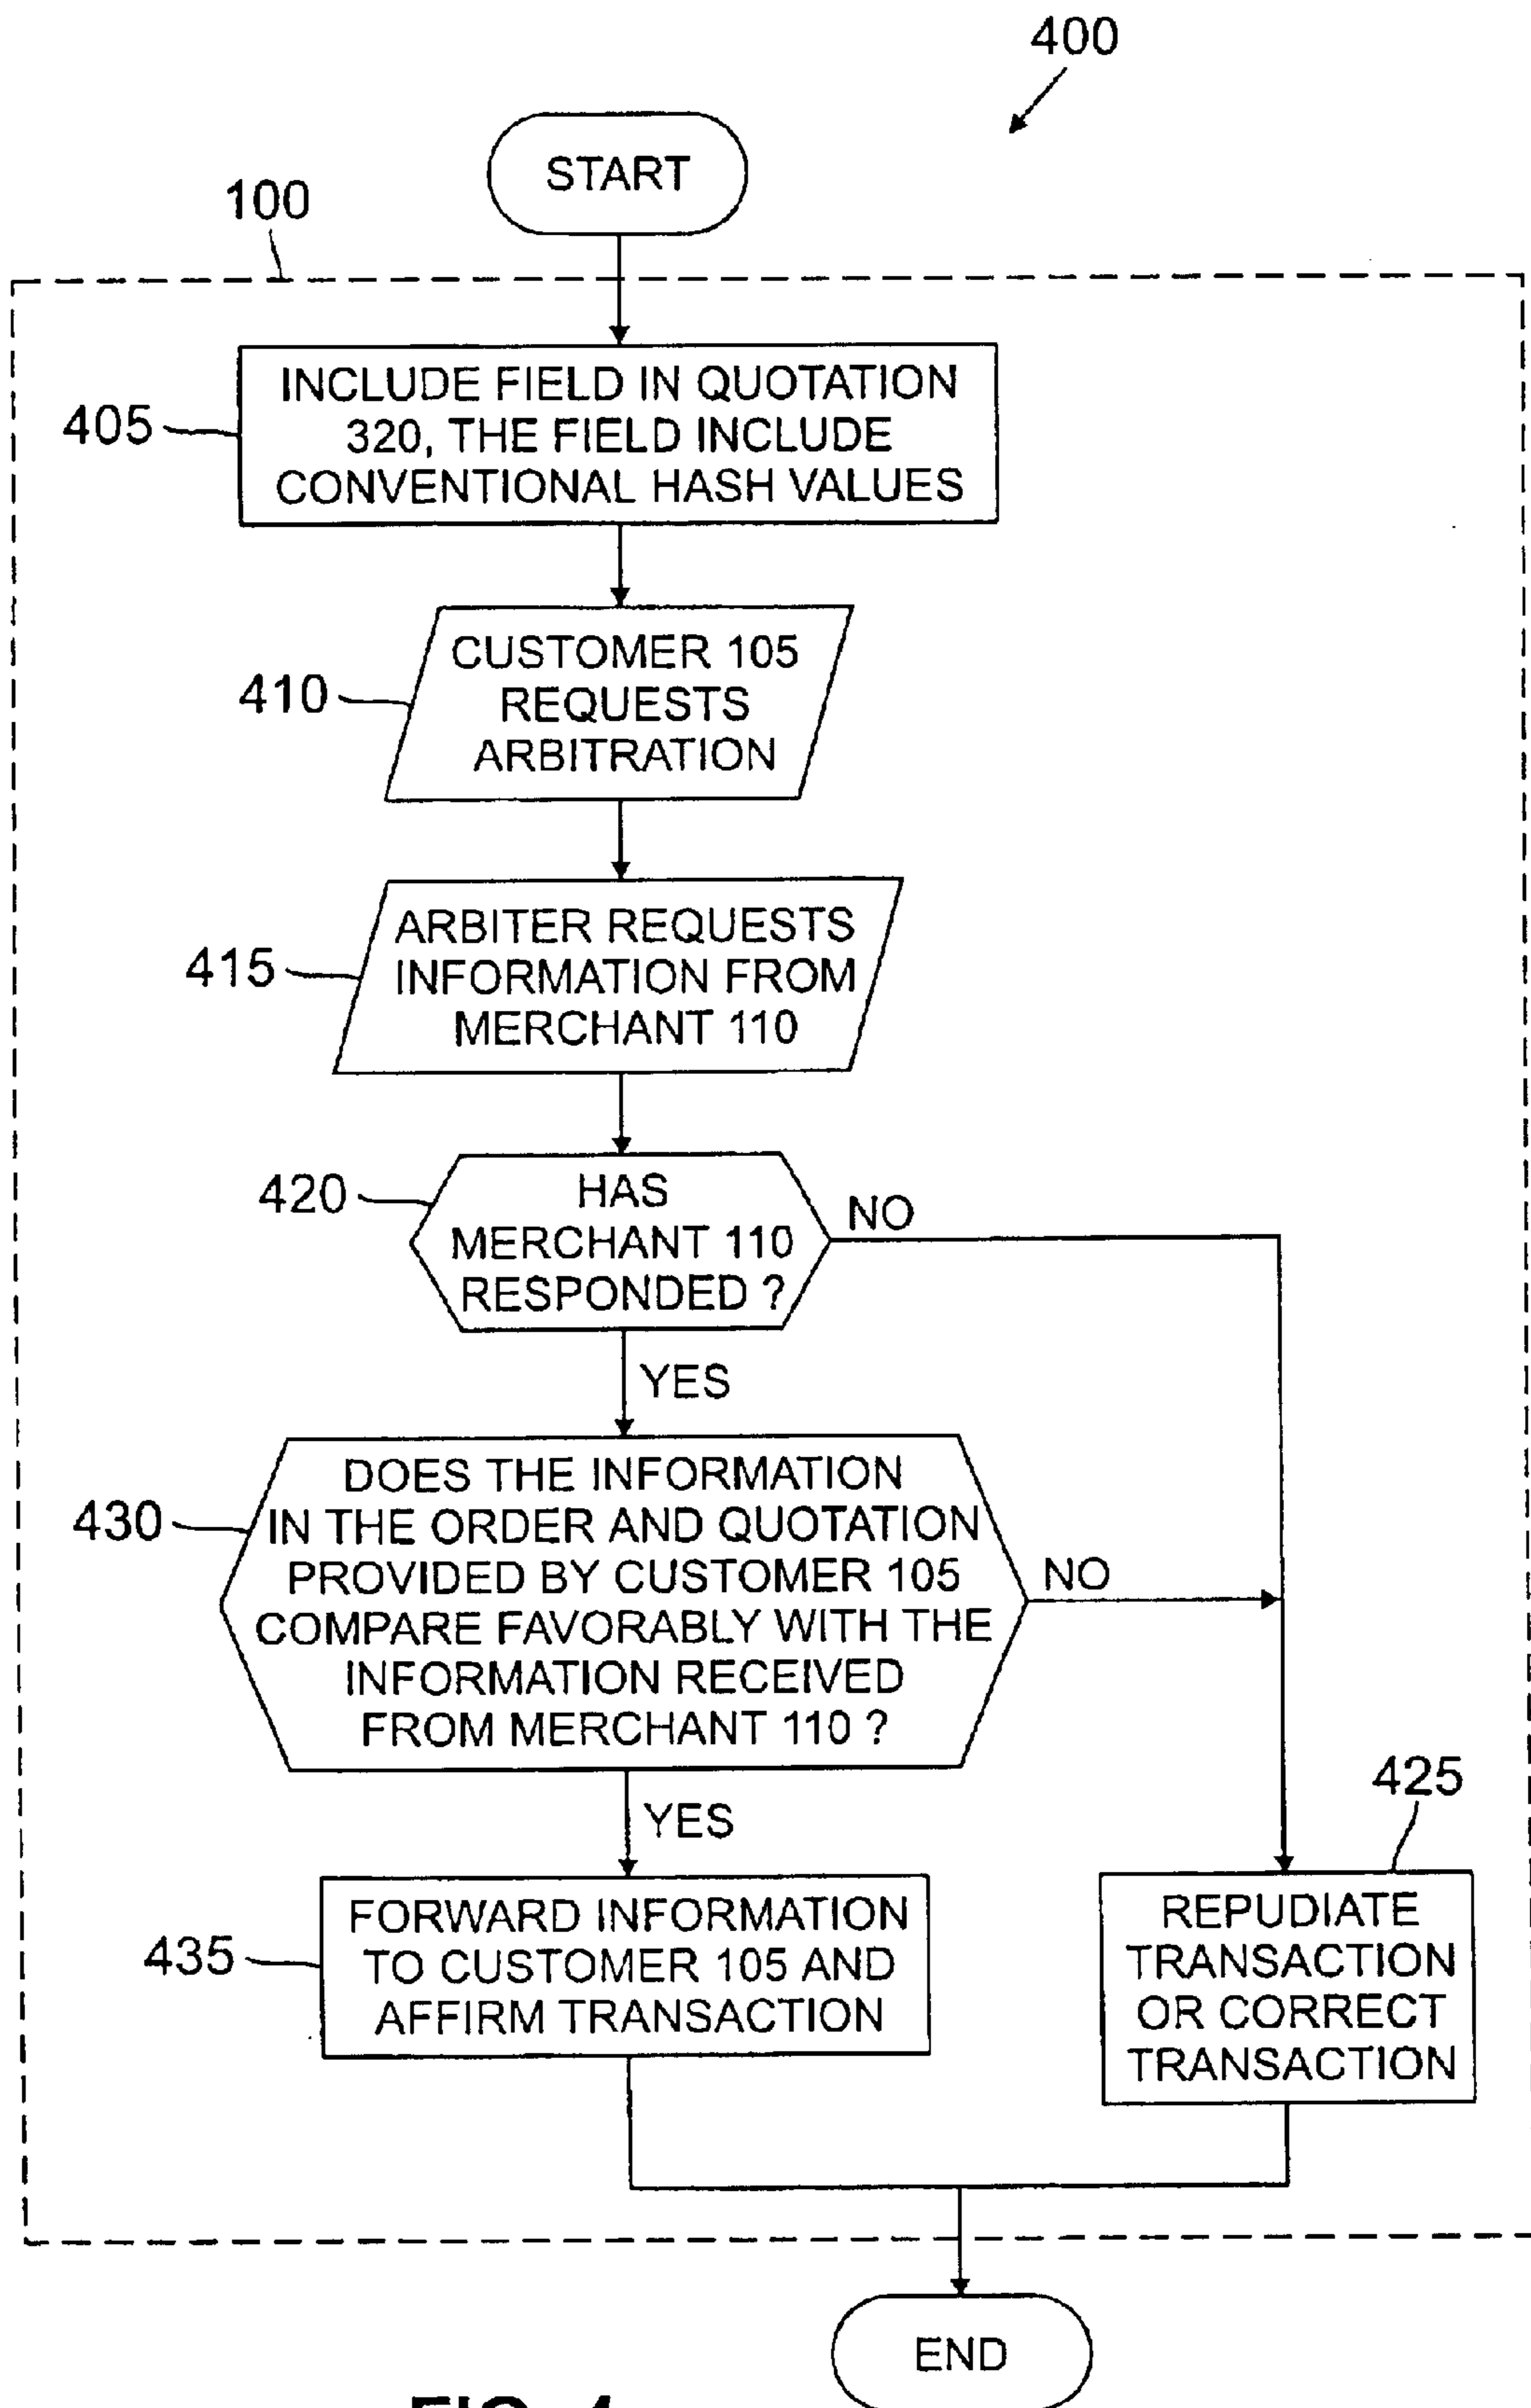 400
START
100
405
INCLUDE FIELD IN QUOTATION
320, THE FIELD INCLUDE
CONVENTIONAL HASH VALUES
410
CUSTOMER 105
REQUESTS
ARBITRATION
415
ARBITER REQUESTS
INFORMATION FROM
MERCHANT 110
420
HAS
MERCHANT 110
RESPONDED ?
NO
YES
430
DOES THE INFORMATION
IN THE ORDER AND QUOTATION
PROVIDED BY CUSTOMER 105
COMPARE FAVORABLY WITH THE
INFORMATION RECEIVED
FROM MERCHANT 110 ?
NO
YES
425
435
FORWARD INFORMATION
TO CUSTOMER 105 AND
AFFIRM TRANSACTION
REPUDIATE
TRANSACTION
OR CORRECT
TRANSACTION
END